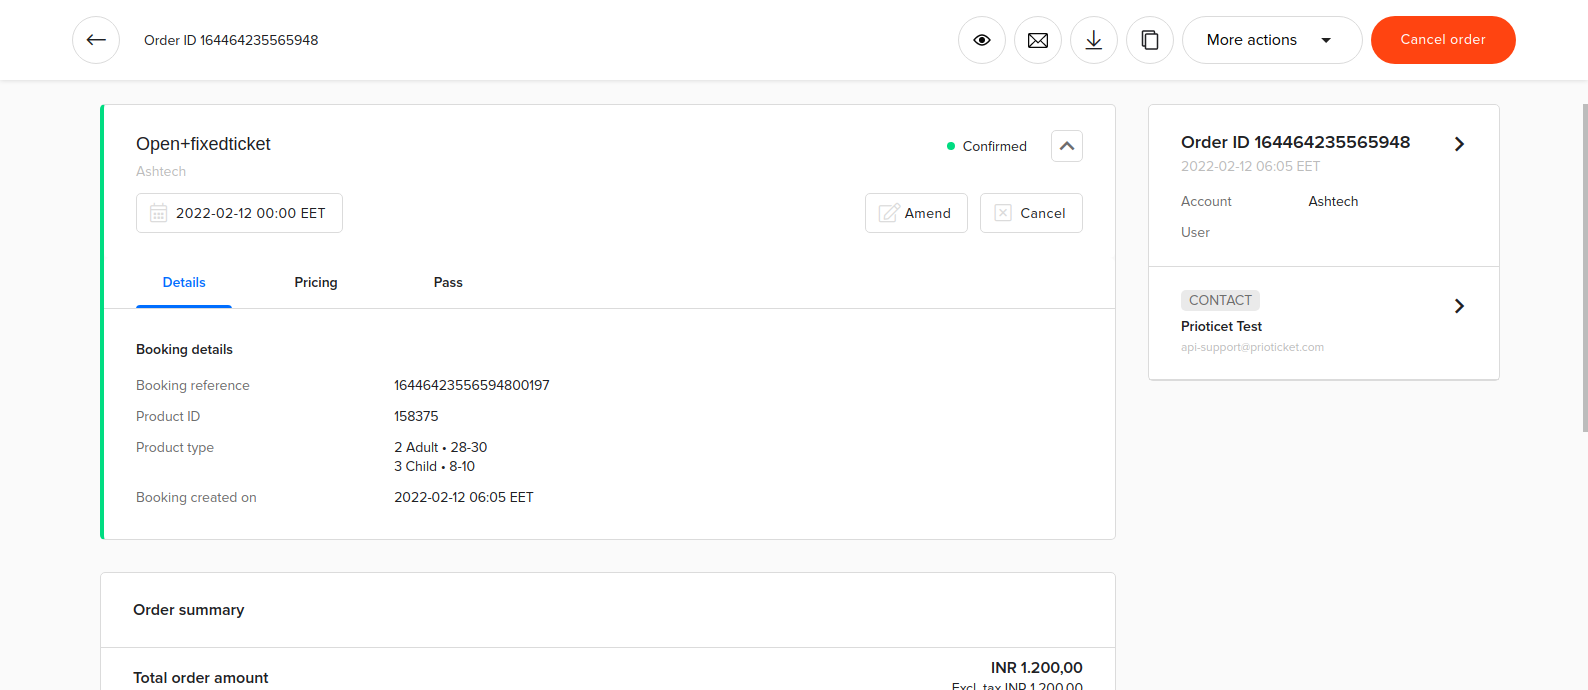 Order ID 164464235565948
More actions
Cancel order
Open+fixedticket
Confirmed
Ashtech
2022-02-12 00:00 EET
Amend
Cancel
Details
Pricing
Pass
Booking details
Booking reference
16446423556594800197
Product ID
158375
Product type
2 Adult • 28-30
3 Child • 8-10
Booking created on
2022-02-12 06:05 EET
Order summary
Total order amount
INR 1.200,00
Excl. tax INR 1.200,00
Order ID 164464235565948
2022-02-12 06:05 EET
Account
Ashtech
User
CONTACT
Prioticet Test
api-support@prioticket.com